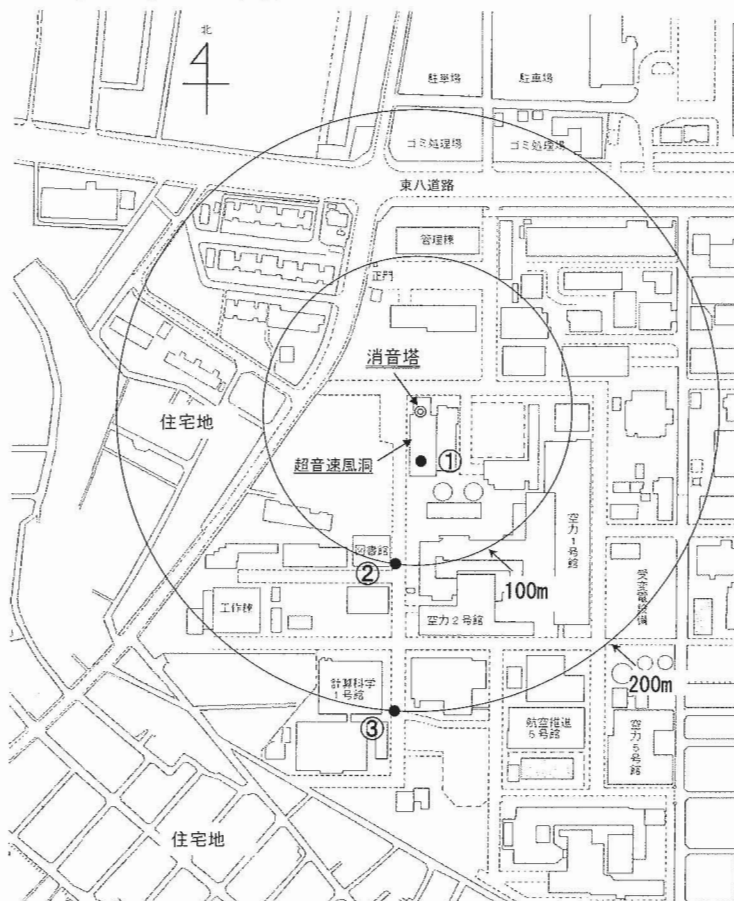 北
駐車場
駐車場
ゴミ処理場
ゴミ処理場
東八道路
管理棟
正門
消音塔
住宅地
超音速風洞
①
空力1号館
図書館
②
100m
受変電設備
工作棟
空力2号館
計算科学
1号館
200m
③
航空推進
5号館
空力5号館
住宅地